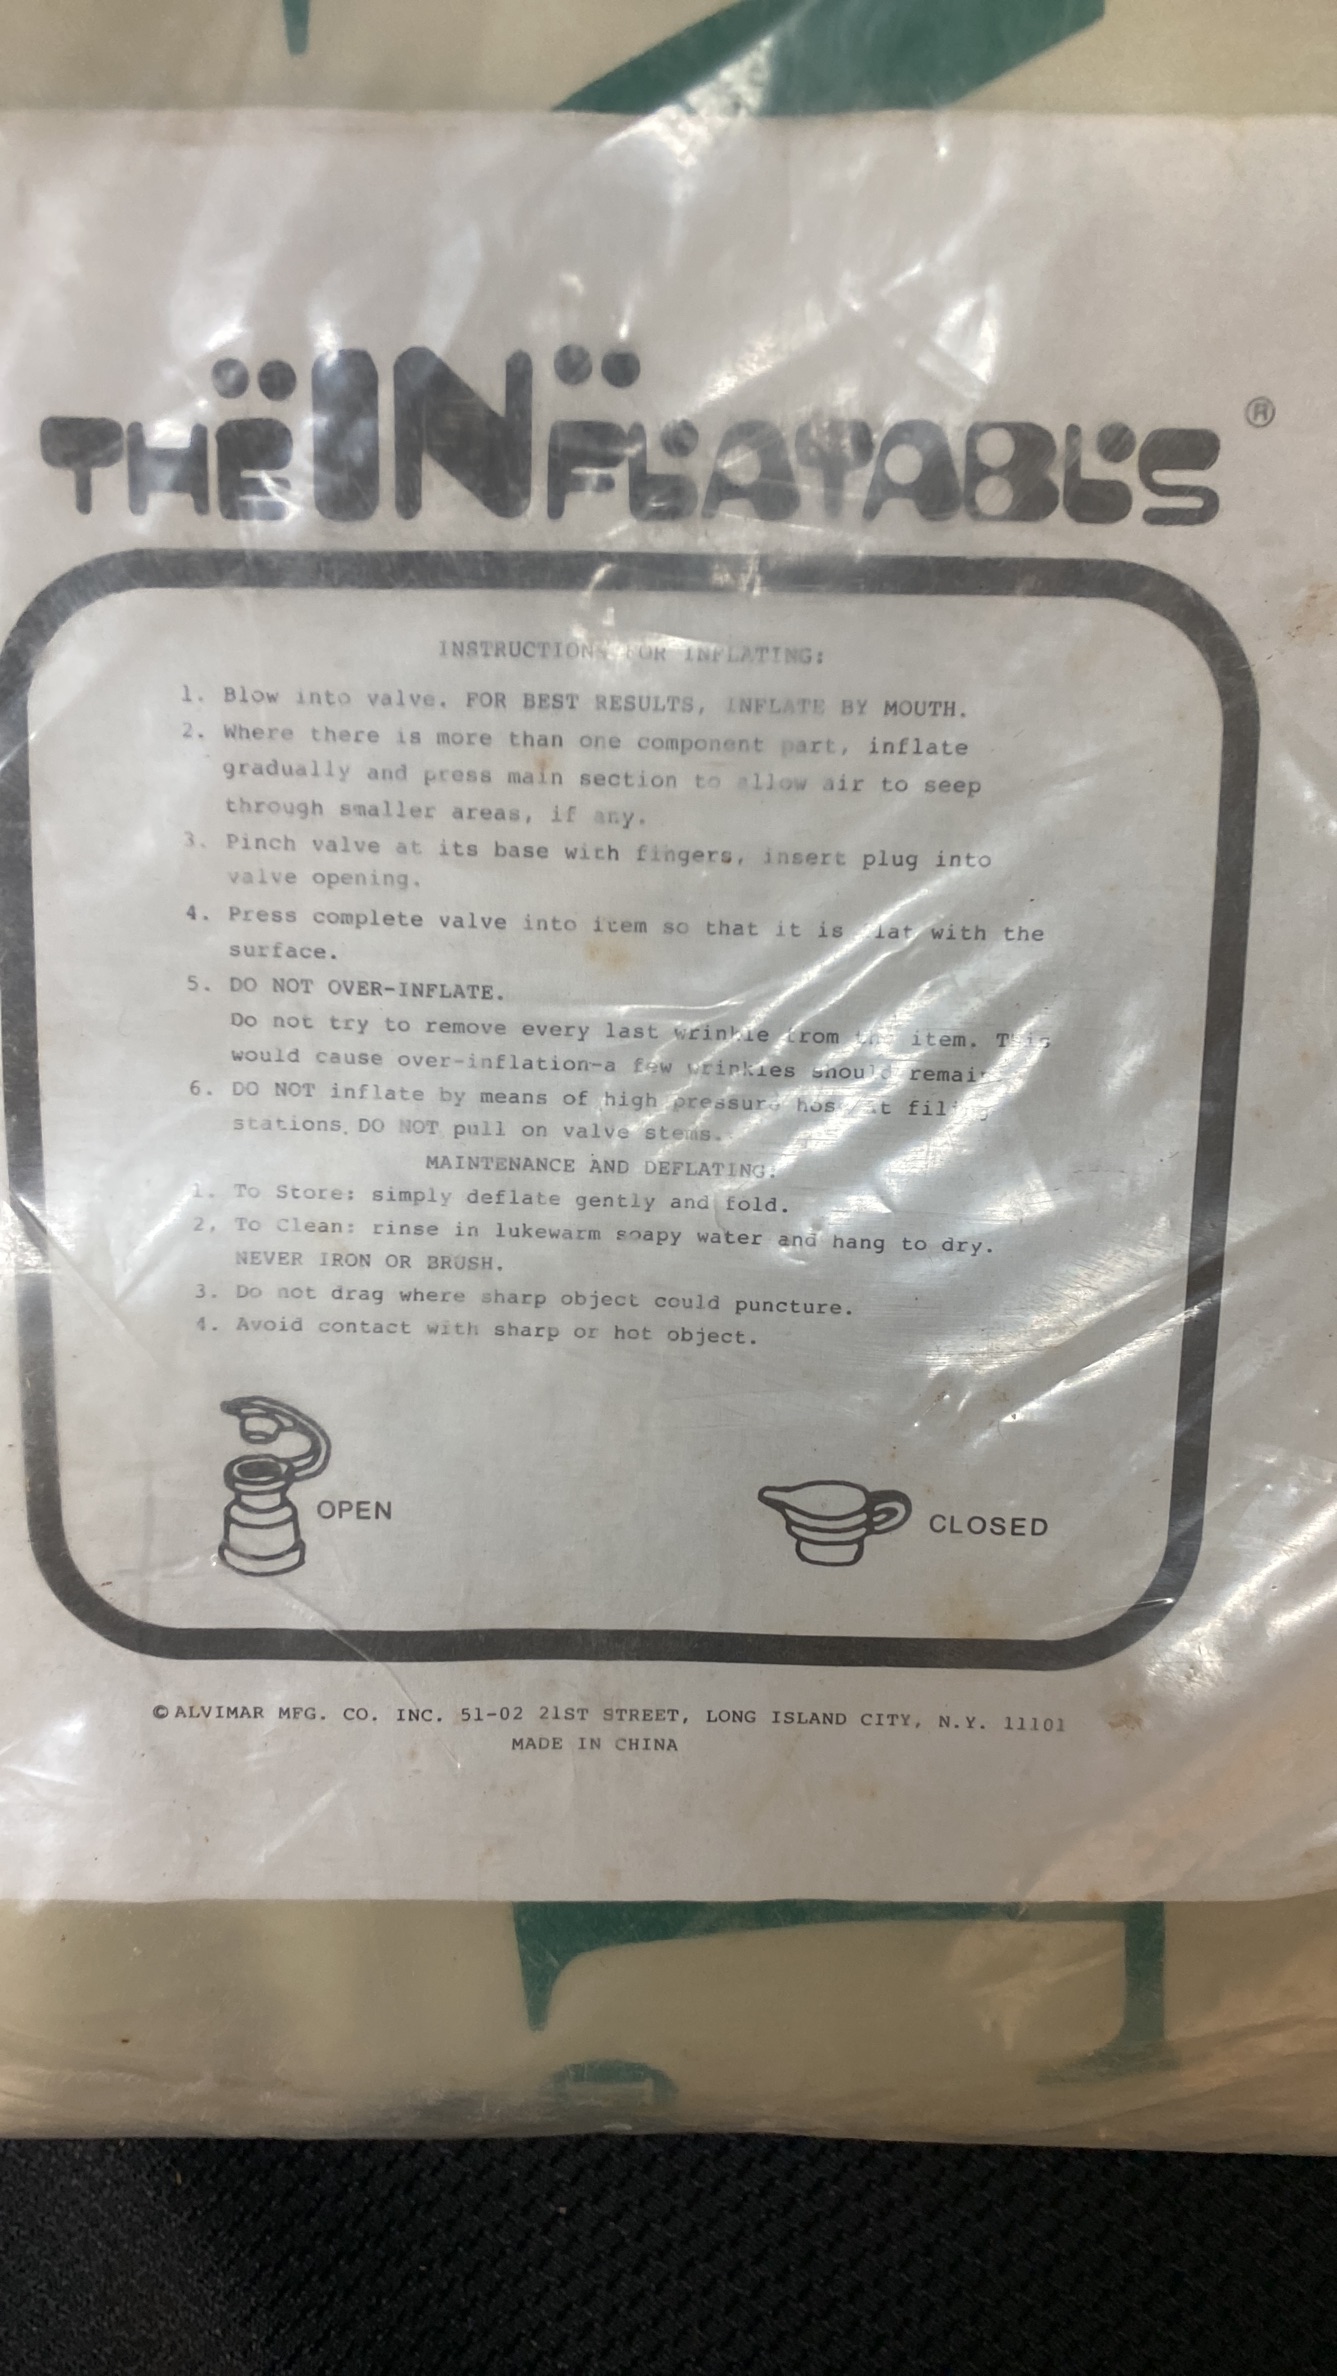 THE INFLATABLES ®
INSTRUCTIONS FOR INFLATING:
1. Blow into valve. FOR BEST RESULTS, INFLATE BY MOUTH.
2. Where there is more than one component part, inflate
gradually and press main section to allow air to seep
through smaller areas, if any.
3. Pinch valve at its base with fingers, insert plug into
valve opening.
4. Press complete valve into item so that it is flat with the
surface.
5. DO NOT OVER-INFLATE.
Do not try to remove every last wrinkle from the item. This
would cause over-inflation-a few wrinkles should remain.
6. DO NOT inflate by means of high pressure hose at
stations. DO NOT pull on valve stems.
MAINTENANCE AND DEFLATING:
1. To Store: simply deflate gently and fold.
2. To Clean: rinse in lukewarm soapy water and hang to dry.
NEVER IRON OR BRUSH.
3. Do not drag where sharp object could puncture.
4. Avoid contact with sharp or hot object.
OPEN
CLOSED
© ALVIMAR MFG. CO. INC. 51-02 21ST STREET, LONG ISLAND CITY, N.Y. 11101
MADE IN CHINA